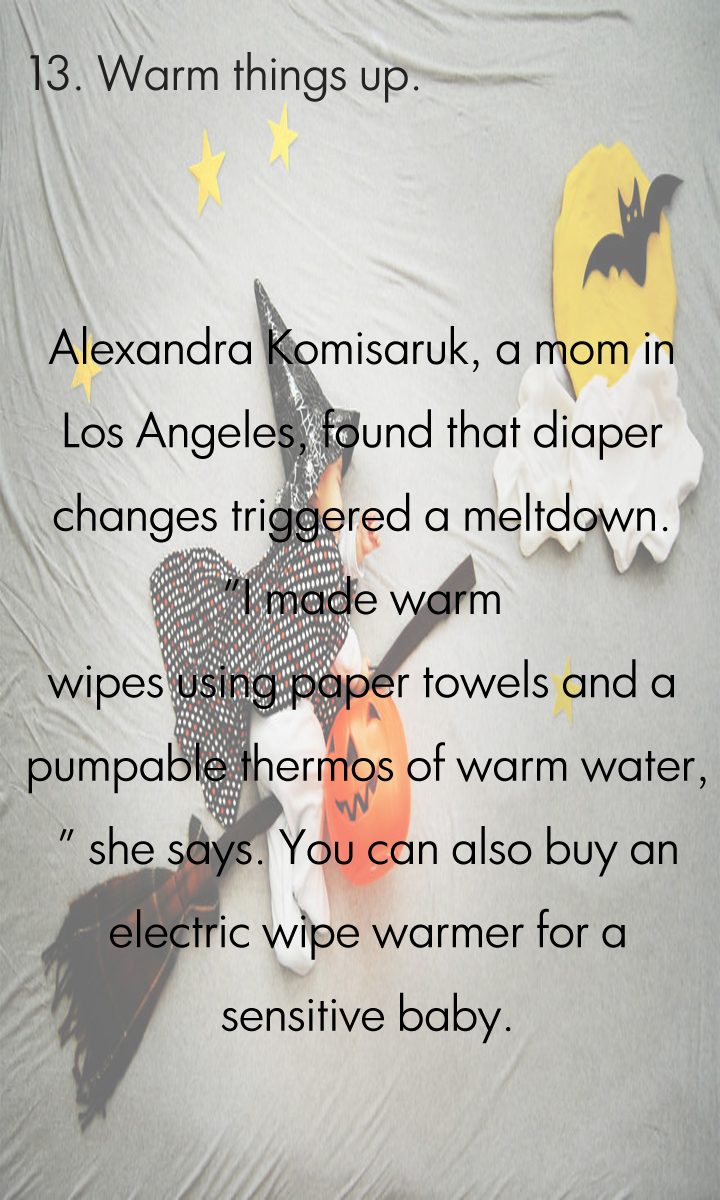 13. Warm things up.
Alexandra Komisaruk, a mom in
Los Angeles, found that diaper
changes triggered a meltdown.
"I made warm
wipes using paper towels and a
pumpable thermos of warm water,
" she says. You can also buy an
electric wipe warmer for a
sensitive baby.